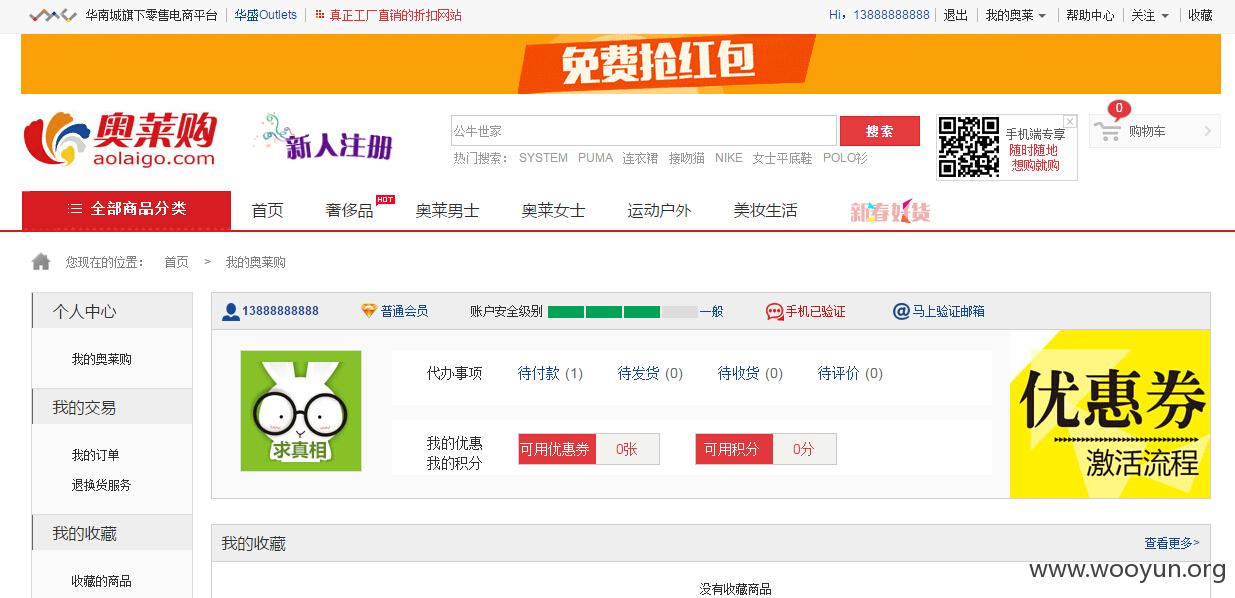 华南城旗下零售电商平台 华盛Outlets 真正工厂直销的折扣网站 Hi，13888888888 退出 我的奥莱 帮助中心 关注 收藏
免费抢红包
奥莱购
aolaigo.com
新人注册
公牛世家 搜索
热门搜索： SYSTEM PUMA 连衣裙 接吻猫 NIKE 女士平底鞋 POLO衫
手机端专享
随时随地
想购就购
0
购物车
全部商品分类 首页 奢侈品 HOT 奥莱男士 奥莱女士 运动户外 美妆生活 新春好货
您现在的位置： 首页 > 我的奥莱购
个人中心
我的奥莱购
我的交易
我的订单
退换货服务
我的收藏
收藏的商品
13888888888 普通会员 账户安全级别 一般 手机已验证 @马上验证邮箱
求真相
代办事项 待付款 (1) 待发货 (0) 待收货 (0) 待评价 (0)
我的优惠 可用优惠券 0张
我的积分 可用积分 0分
优惠券
激活流程
我的收藏 查看更多>
没有收藏商品
www.wooyun.org